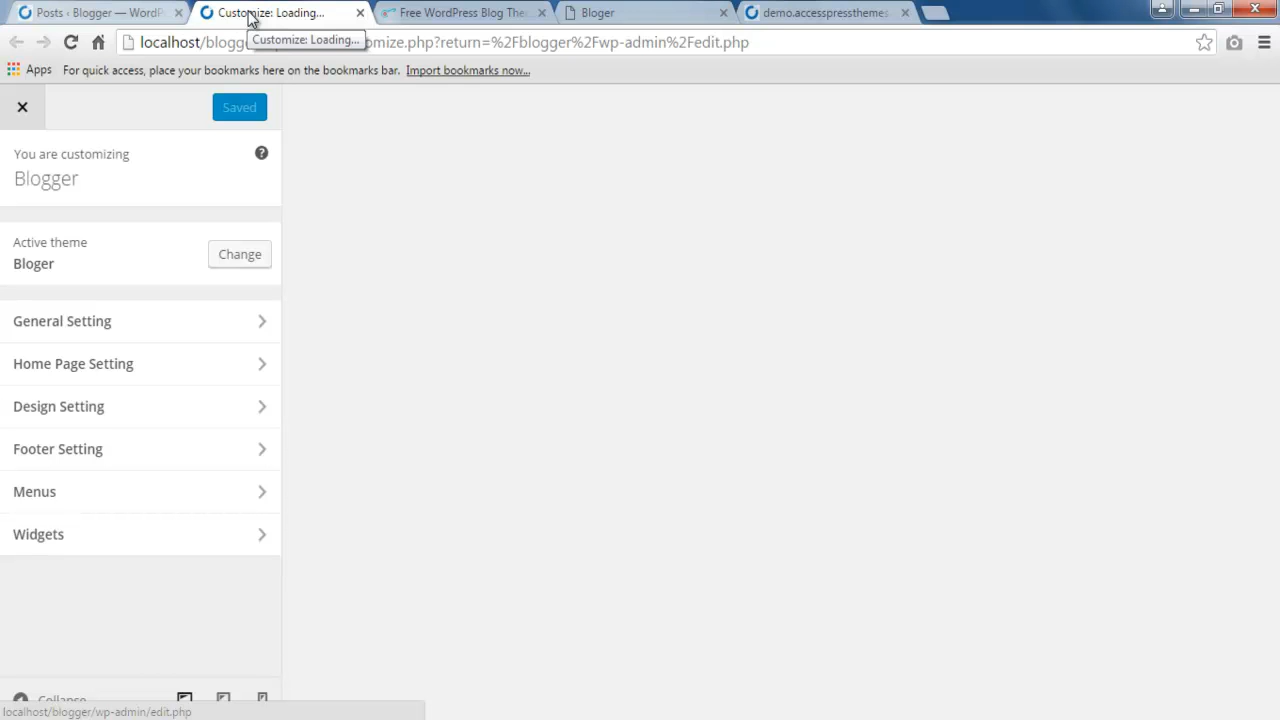 Posts ‹ Blogger — WordP
Customize: Loading...
Free WordPress Blog The
Bloger
demo.accesspressthemes
localhost/blogg
omize.php?return=%2Fblogger%2Fwp-admin%2Fedit.php
Customize: Loading...
Apps
For quick access, place your bookmarks here on the bookmarks bar.
Import bookmarks now...
Saved
You are customizing
Blogger
Active theme
Bloger
Change
General Setting
Home Page Setting
Design Setting
Footer Setting
Menus
Widgets
Collapse
localhost/blogger/wp-admin/edit.php